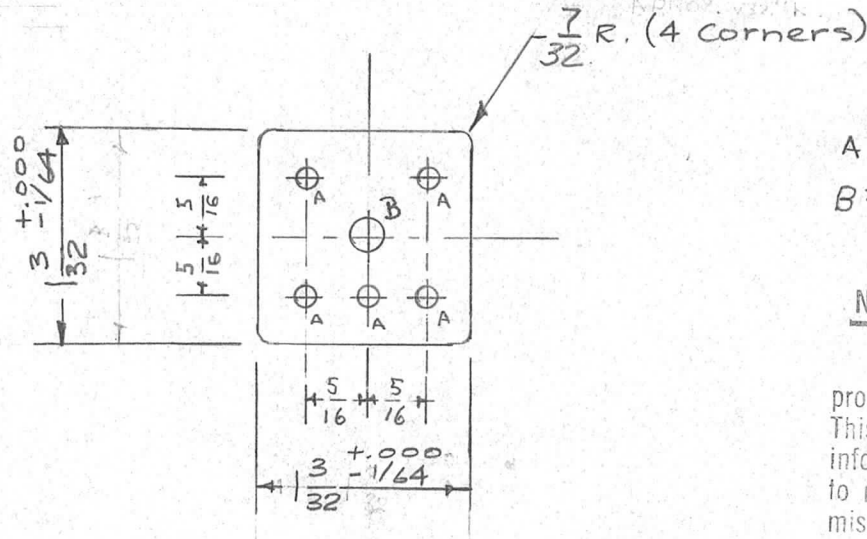 7/32 R. (4 corners)
+.000
1 3/32 -1/64
5/16
5/16
A
A
B
A
A
A
5/16 5/16
+.000
1 3/32 -1/64
A
B
N
pro
This
info
to
mis